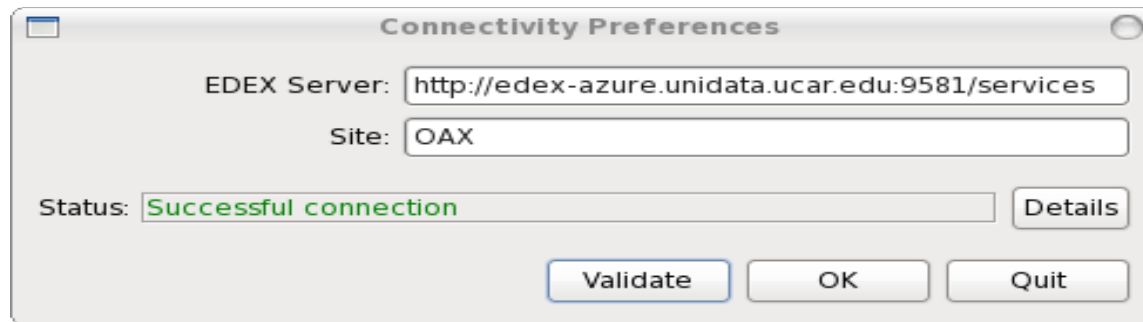 Connectivity Preferences
EDEX Server: http://edex-azure.unidata.ucar.edu:9581/services
Site: OAX
Status: Successful connection Details
Validate OK Quit